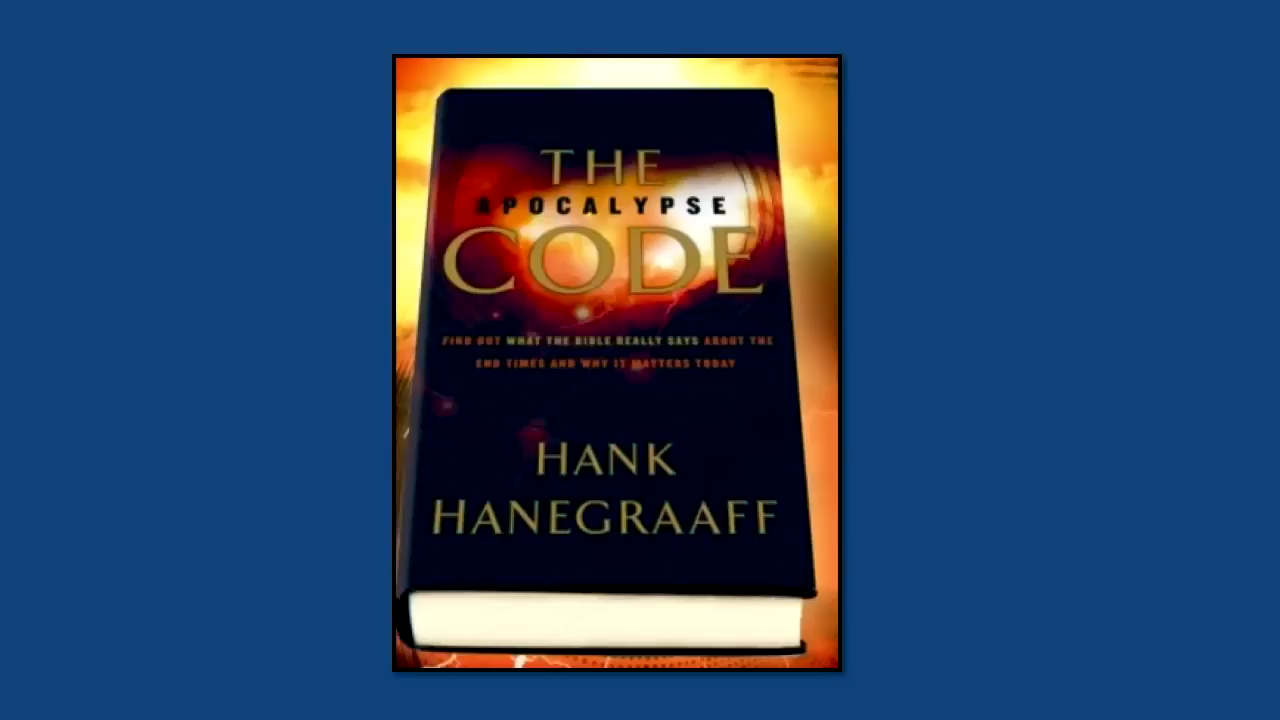 THE
APOCALYPSE
CODE
FIND OUT WHAT THE BIBLE REALLY SAYS ABOUT THE
END TIMES AND WHY IT MATTERS TODAY
HANK
HANEGRAAFF